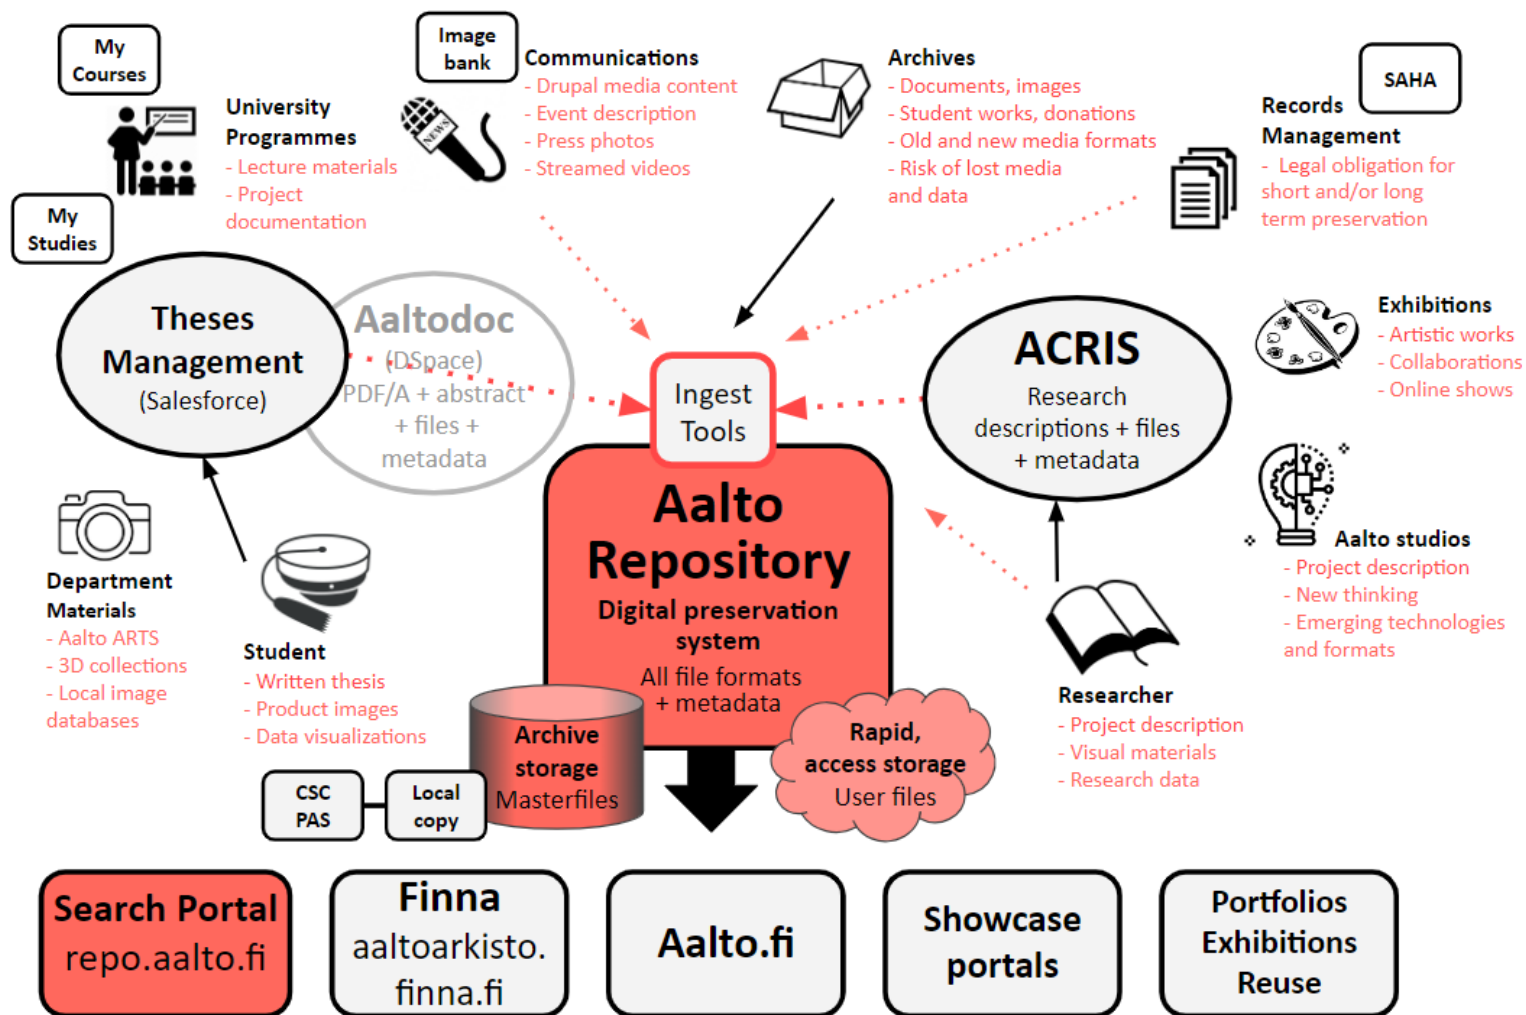 My
Courses
University
Programmes
- Lecture materials
- Project
documentation
My
Studies
Image
bank
NEWS
Communications
- Drupal media content
- Event description
- Press photos
- Streamed videos
Archives
- Documents, images
- Student works, donations
- Old and new media formats
- Risk of lost media
and data
SAHA
Records
Management
- Legal obligation for
short and/or long
term preservation
Theses
Management
(Salesforce)
Aaltodoc
(DSpace)
PDF/A + abstract
+ files +
metadata
Ingest
Tools
ACRIS
Research
descriptions + files
+ metadata
Exhibitions
- Artistic works
- Collaborations
- Online shows
Aalto studios
- Project description
- New thinking
- Emerging technologies
and formats
Department
Materials
- Aalto ARTS
- 3D collections
- Local image
databases
Student
- Written thesis
- Product images
- Data visualizations
Aalto
Repository
Digital preservation
system
All file formats
+ metadata
Researcher
- Project description
- Visual materials
- Research data
Archive
storage
Masterfiles
Rapid,
access storage
User files
CSC
PAS
Local
copy
Search Portal
repo.aalto.fi
Finna
aaltoarkisto.
finna.fi
Aalto.fi
Showcase
portals
Portfolios
Exhibitions
Reuse